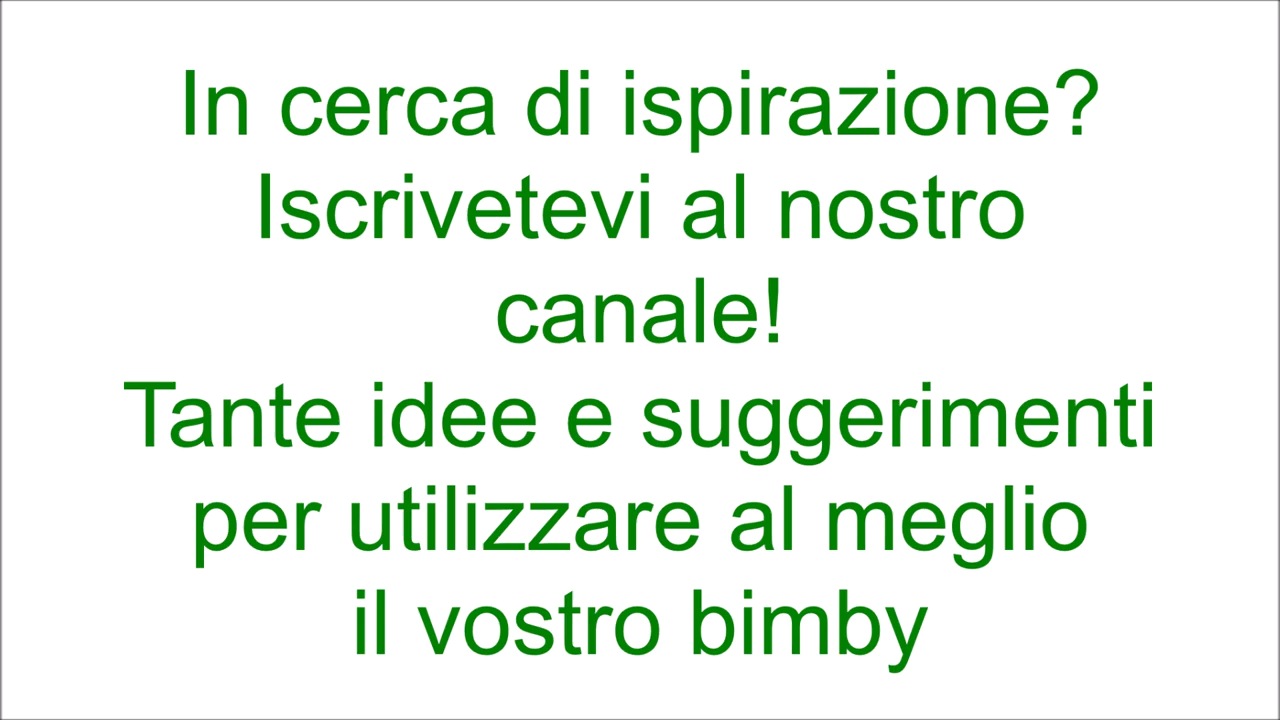 In cerca di ispirazione?
Iscrivetevi al nostro
canale!
Tante idee e suggerimenti
per utilizzare al meglio
il vostro bimby